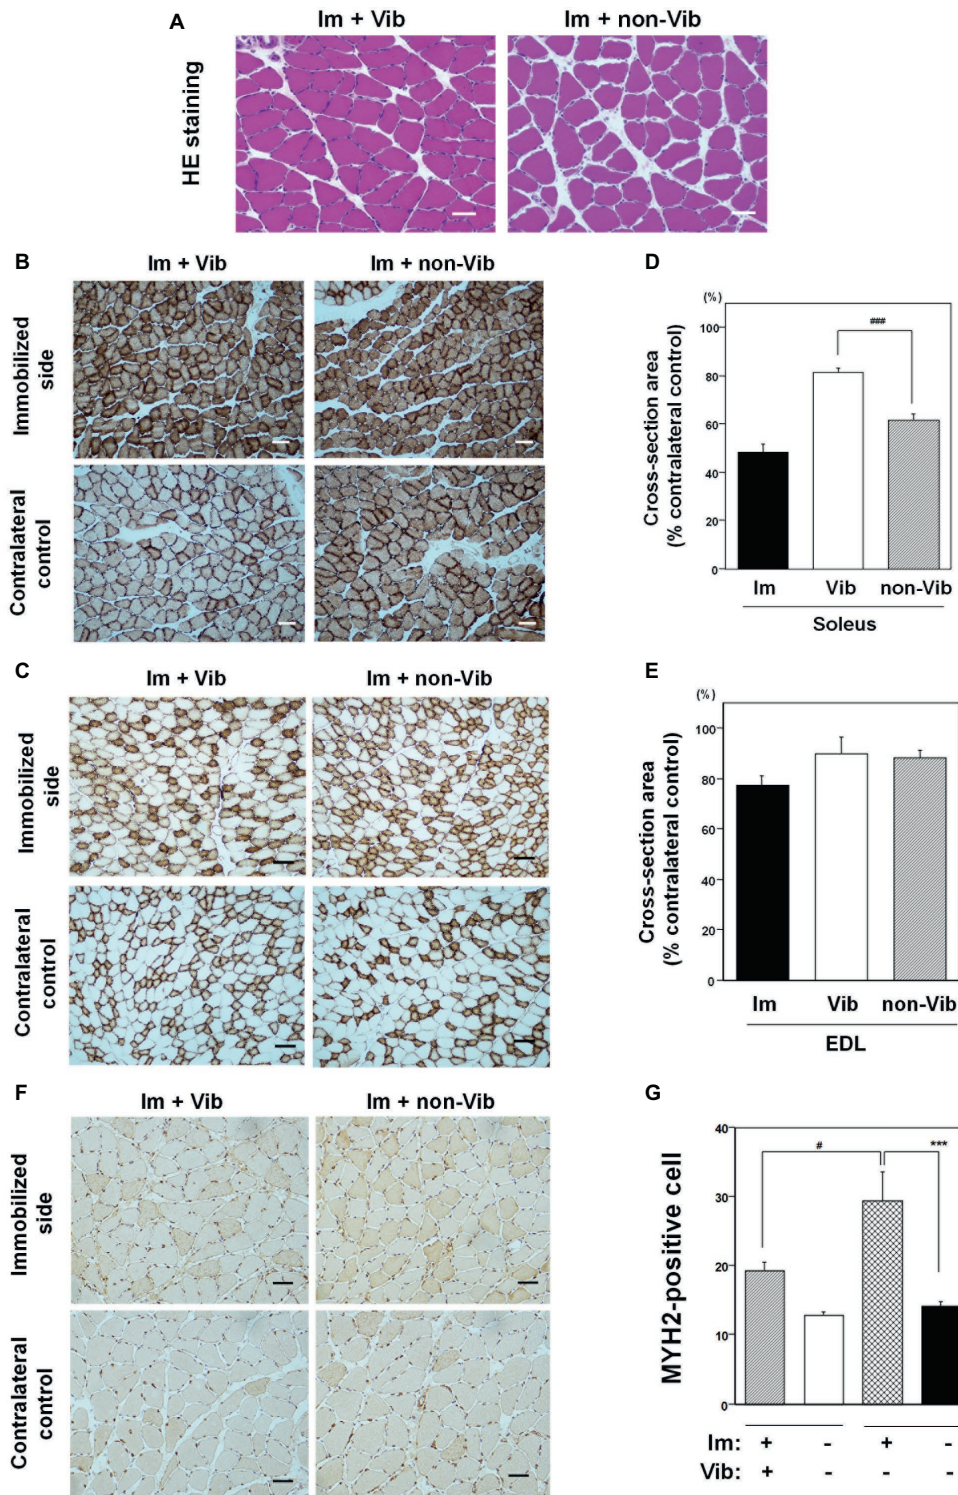 A
Im + Vib
Im + non-Vib
HE staining
B
Im + Vib
Im + non-Vib
Immobilized
side
Contralateral
control
C
Im + Vib
Im + non-Vib
Immobilized
side
Contralateral
control
D
(%)
100
80
60
40
20
0
###
Cross-section area
(% contralateral control)
Im
Vib
non-Vib
Soleus
E
(%)
100
80
60
40
20
0
Cross-section area
(% contralateral control)
Im
Vib
non-Vib
EDL
F
Im + Vib
Im + non-Vib
Immobilized
side
Contralateral
control
G
40
30
20
10
0
#
***
MYH2-positive cell
Im: + - + -
Vib: + - - -